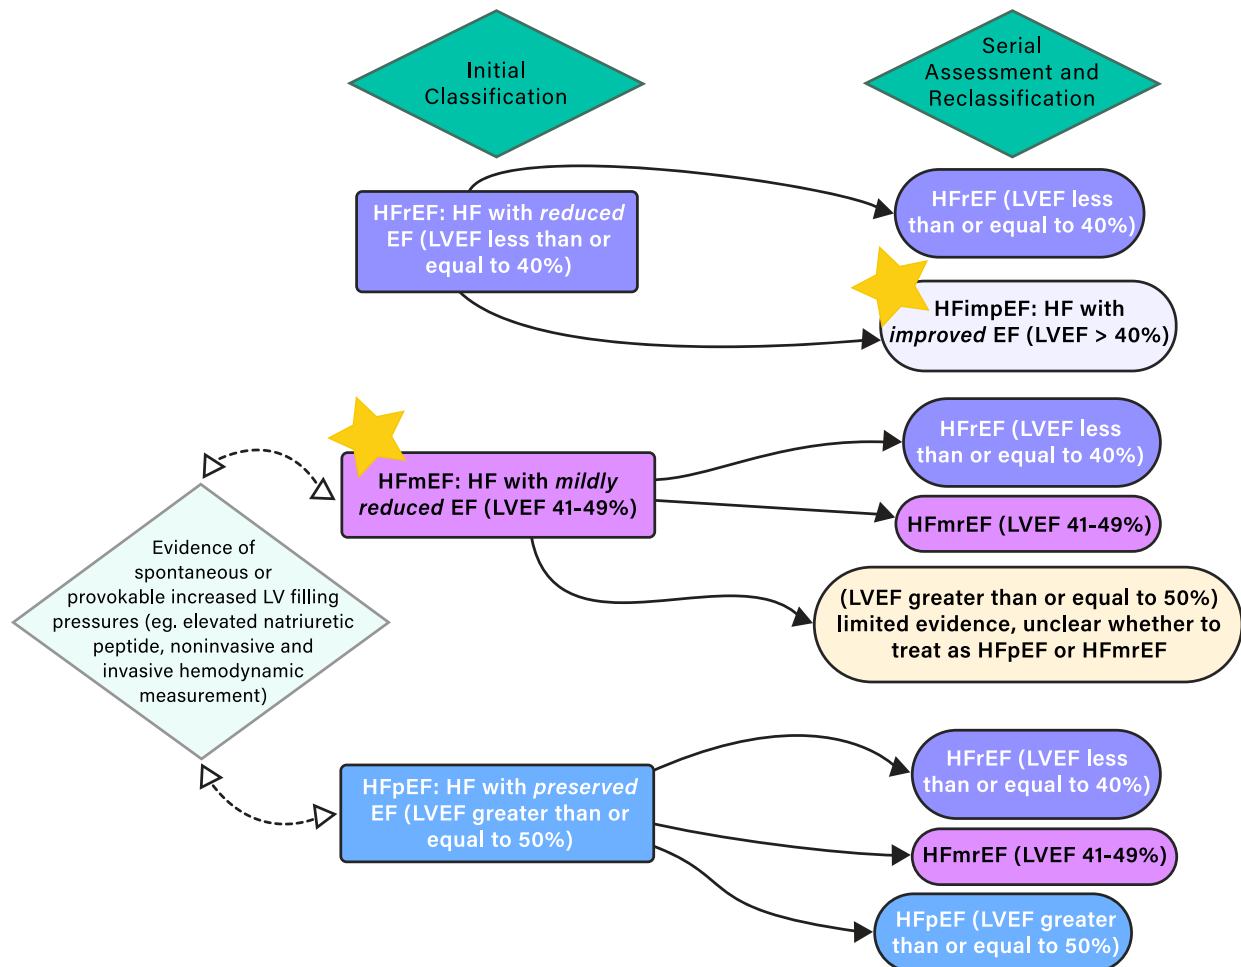 Initial
Classification
Serial
Assessment and
Reclassification
HFrEF: HF with reduced
EF (LVEF less than or
equal to 40%)
HFrEF (LVEF less
than or equal to 40%)
HFimpEF: HF with
improved EF (LVEF > 40%)
HFmEF: HF with mildly
reduced EF (LVEF 41-49%)
HFrEF (LVEF less
than or equal to 40%)
HFmrEF (LVEF 41-49%)
(LVEF greater than or equal to 50%)
limited evidence, unclear whether to
treat as HFpEF or HFmrEF
Evidence of
spontaneous or
provokable increased LV filling
pressures (eg. elevated natriuretic
peptide, noninvasive and
invasive hemodynamic
measurement)
HFpEF: HF with preserved
EF (LVEF greater than or
equal to 50%)
HFrEF (LVEF less
than or equal to 40%)
HFmrEF (LVEF 41-49%)
HFpEF (LVEF greater
than or equal to 50%)